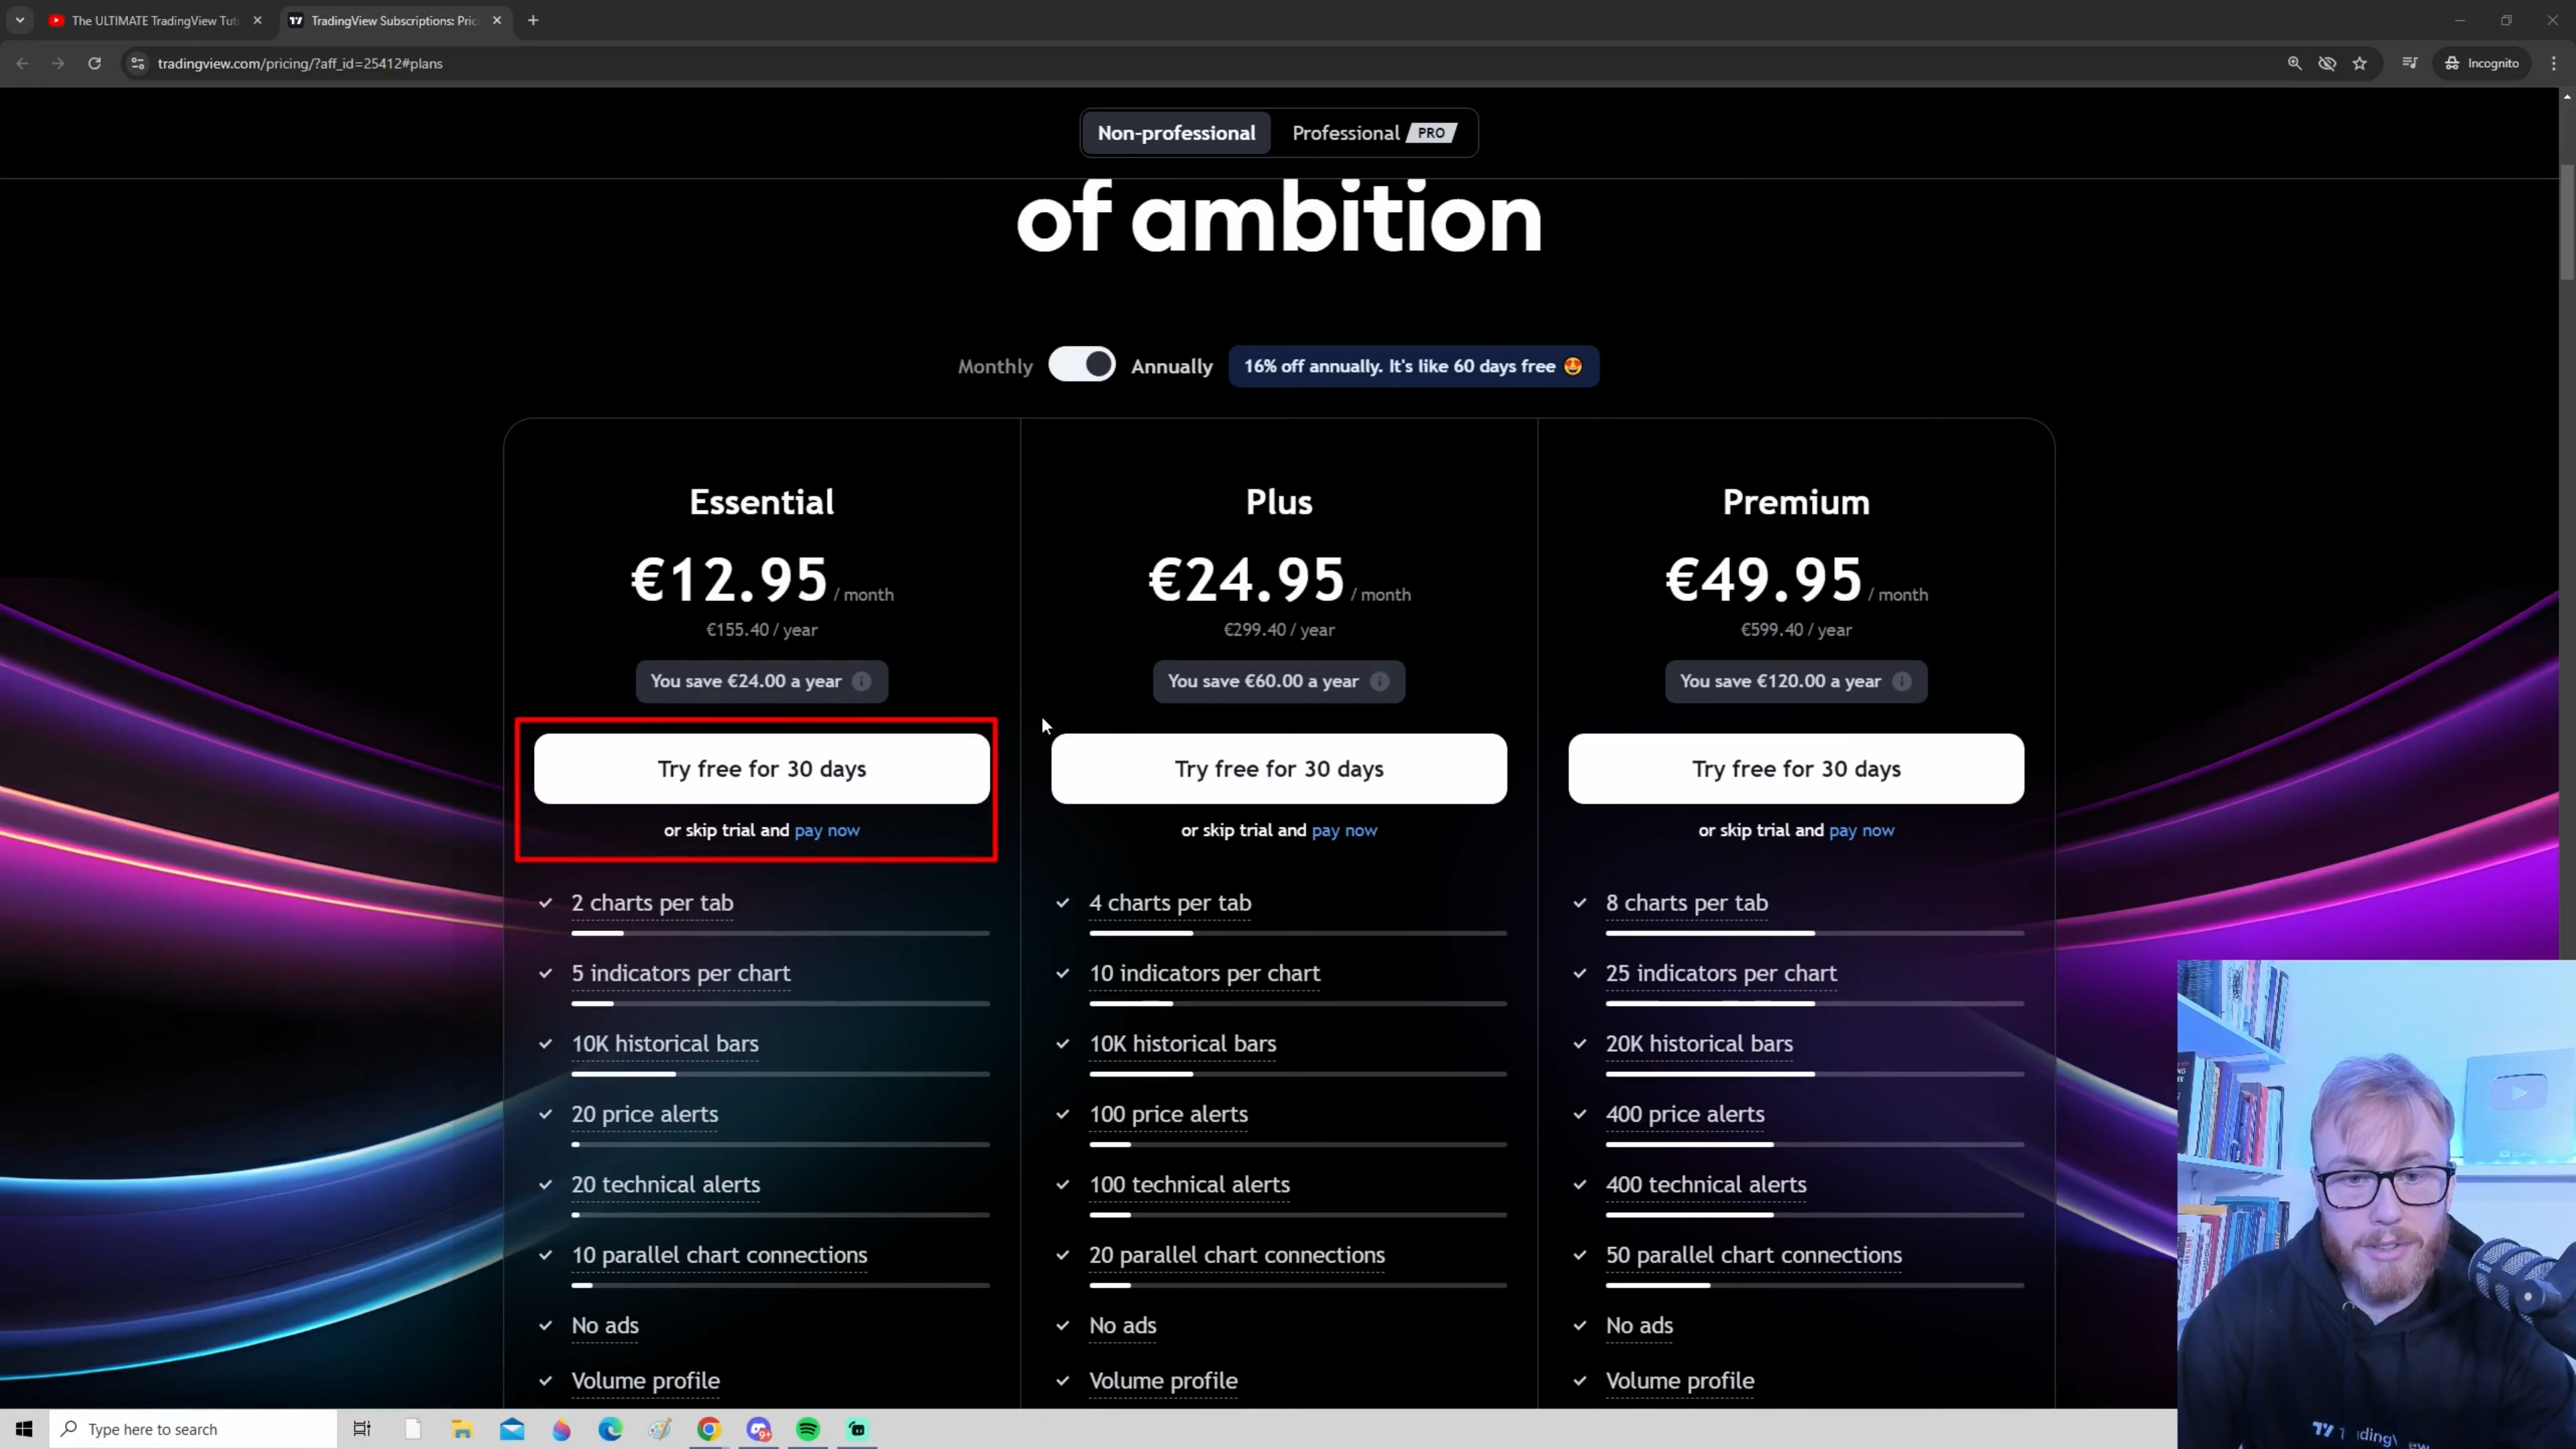 The ULTIMATE TradingView Tut
TradingView Subscriptions: Pric
tradingview.com/pricing/?aff_id=25412#plans
Incognito
Non-professional
Professional PRO
of ambition
Monthly
Annually
16% off annually. It's like 60 days free 😍
Essential
€12.95 / month
€155.40 / year
You save €24.00 a year
Try free for 30 days
or skip trial and pay now
2 charts per tab
5 indicators per chart
10K historical bars
20 price alerts
20 technical alerts
10 parallel chart connections
No ads
Volume profile
Plus
€24.95 / month
€299.40 / year
You save €60.00 a year
Try free for 30 days
or skip trial and pay now
4 charts per tab
10 indicators per chart
10K historical bars
100 price alerts
100 technical alerts
20 parallel chart connections
No ads
Volume profile
Premium
€49.95 / month
€599.40 / year
You save €120.00 a year
Try free for 30 days
or skip trial and pay now
8 charts per tab
25 indicators per chart
20K historical bars
400 price alerts
400 technical alerts
50 parallel chart connections
No ads
Volume profile
Type here to search
9+